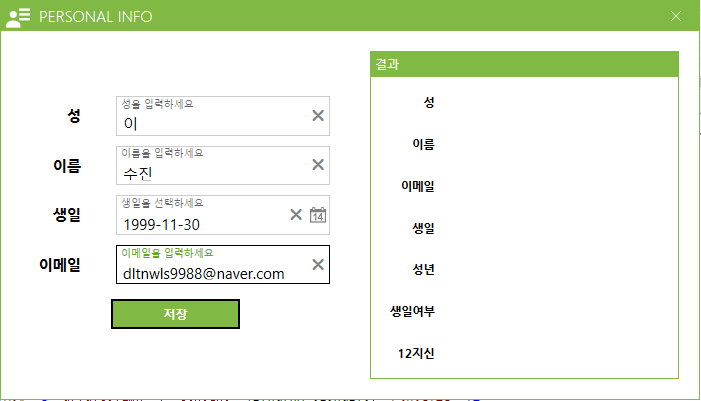 PERSONAL INFO
성
성을 입력하세요
이
이름
이름을 입력하세요
수진
생일
생일을 선택하세요
1999-11-30
14
이메일
이메일을 입력하세요
dltnwls9988@naver.com
저장
결과
성
이름
이메일
생일
성년
생일여부
12지신